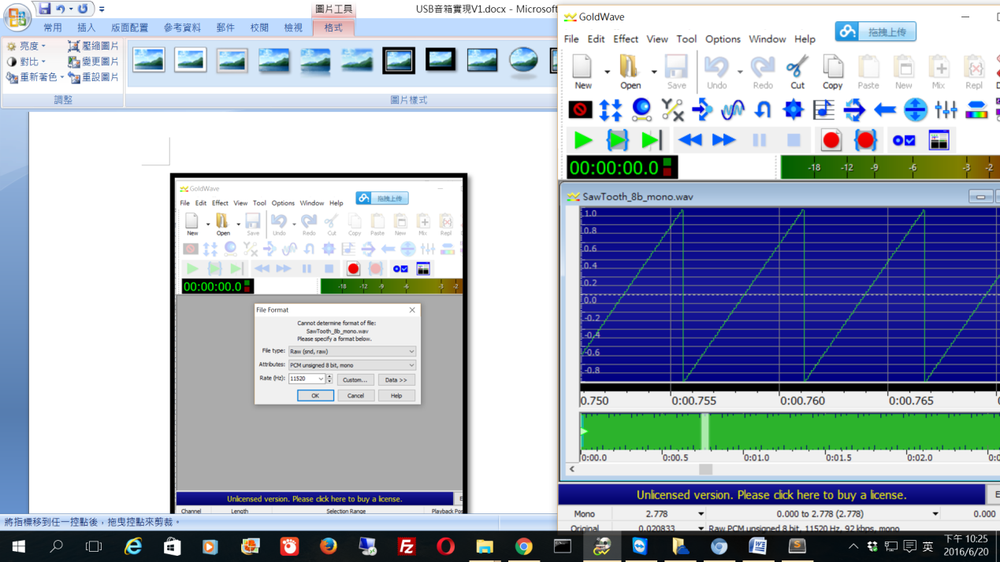 圖片工具
USB音箱實現V1.docx - Microsoft
常用 插入 版面配置 參考資料 郵件 校閱 檢視 格式
亮度 壓縮圖片
對比 變更圖片
重新著色 重設圖片
調整 圖片樣式
GoldWave
拖拽上传
File Edit Effect View Tool Options Window Help
New Open Save Undo Redo Cut Copy Paste New Mix Repl
00:00:00.0 -18 -12 -9 -6 -3 -2
File Format
Cannot determine format of file:
SawTooth_8b_mono.wav
Please specify a format below.
File type: Raw (snd, raw)
Attributes: PCM unsigned 8 bit, mono
Rate (Hz): 11520 Custom... Data >>
OK Cancel Help
Unlicensed version. Please click here to buy a license.
Channel Length Selection Range Playback Pos
將指標移到任一控點後，拖曳控點來剪裁。
GoldWave
拖拽上传
File Edit Effect View Tool Options Window Help
New Open Save Undo Redo Cut Copy Paste New Mix Repl
00:00:00.0 -18 -12 -9 -6 -3 -2
SawTooth_8b_mono.wav
1.0
0.8
0.6
0.4
0.2
0.0
-0.2
-0.4
-0.6
-0.8
0.750 0:00.755 0:00.760 0:00.765
0:00.0 0:00.5 0:01.0 0:01.5 0:02.0
Unlicensed version. Please click here to buy a license.
Mono 2.778 0.000 to 2.778 (2.778) 0.000
Original 0.020833 Raw PCM unsigned 8 bit, 11520 Hz, 92 kbps, mono
英 下午 10:25
2016/6/20